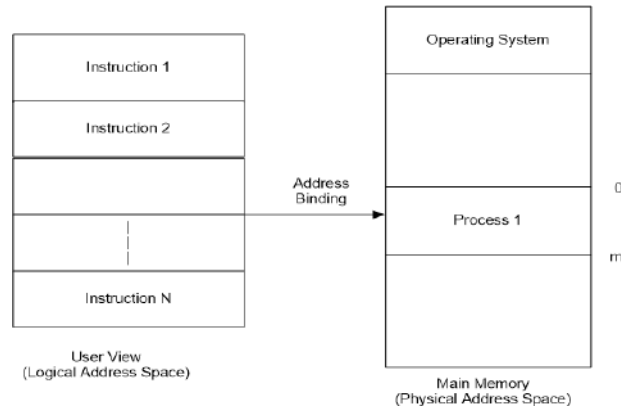 Instruction 1
Instruction 2
Instruction N
User View
(Logical Address Space)
Address
Binding
Operating System
0
Process 1
m
Main Memory
(Physical Address Space)